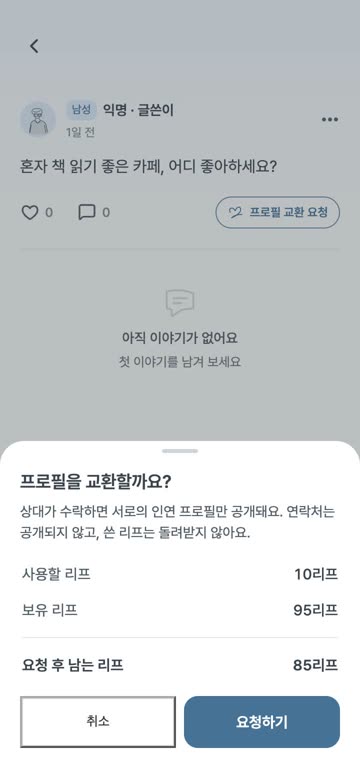 남성 익명 · 글쓴이
1일 전
혼자 책 읽기 좋은 카페, 어디 좋아하세요?
0 0 프로필 교환 요청
아직 이야기가 없어요
첫 이야기를 남겨 보세요
프로필을 교환할까요?
상대가 수락하면 서로의 인연 프로필만 공개돼요. 연락처는
공개되지 않고, 쓴 리프는 돌려받지 않아요.
사용할 리프 10리프
보유 리프 95리프
요청 후 남는 리프 85리프
취소 요청하기